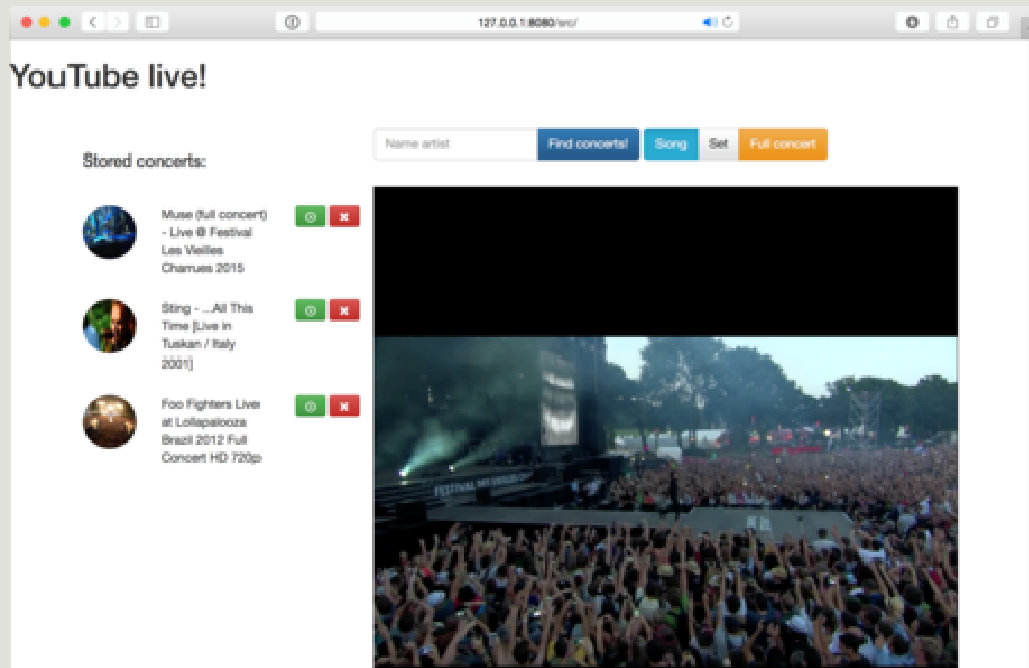 127.0.0.1:8080/src/
YouTube live!
Name artist
Find concerts!
Song
Set
Full concert
Stored concerts:
Muse (full concert)
- Live @ Festival
Les Vieilles
Charrues 2015
Sting - ...All This
Time [Live in
Tuskan / Italy
2001]
Foo Fighters Live
at Lollapalooza
Brazil 2012 Full
Concert HD 720p
FESTIVAL